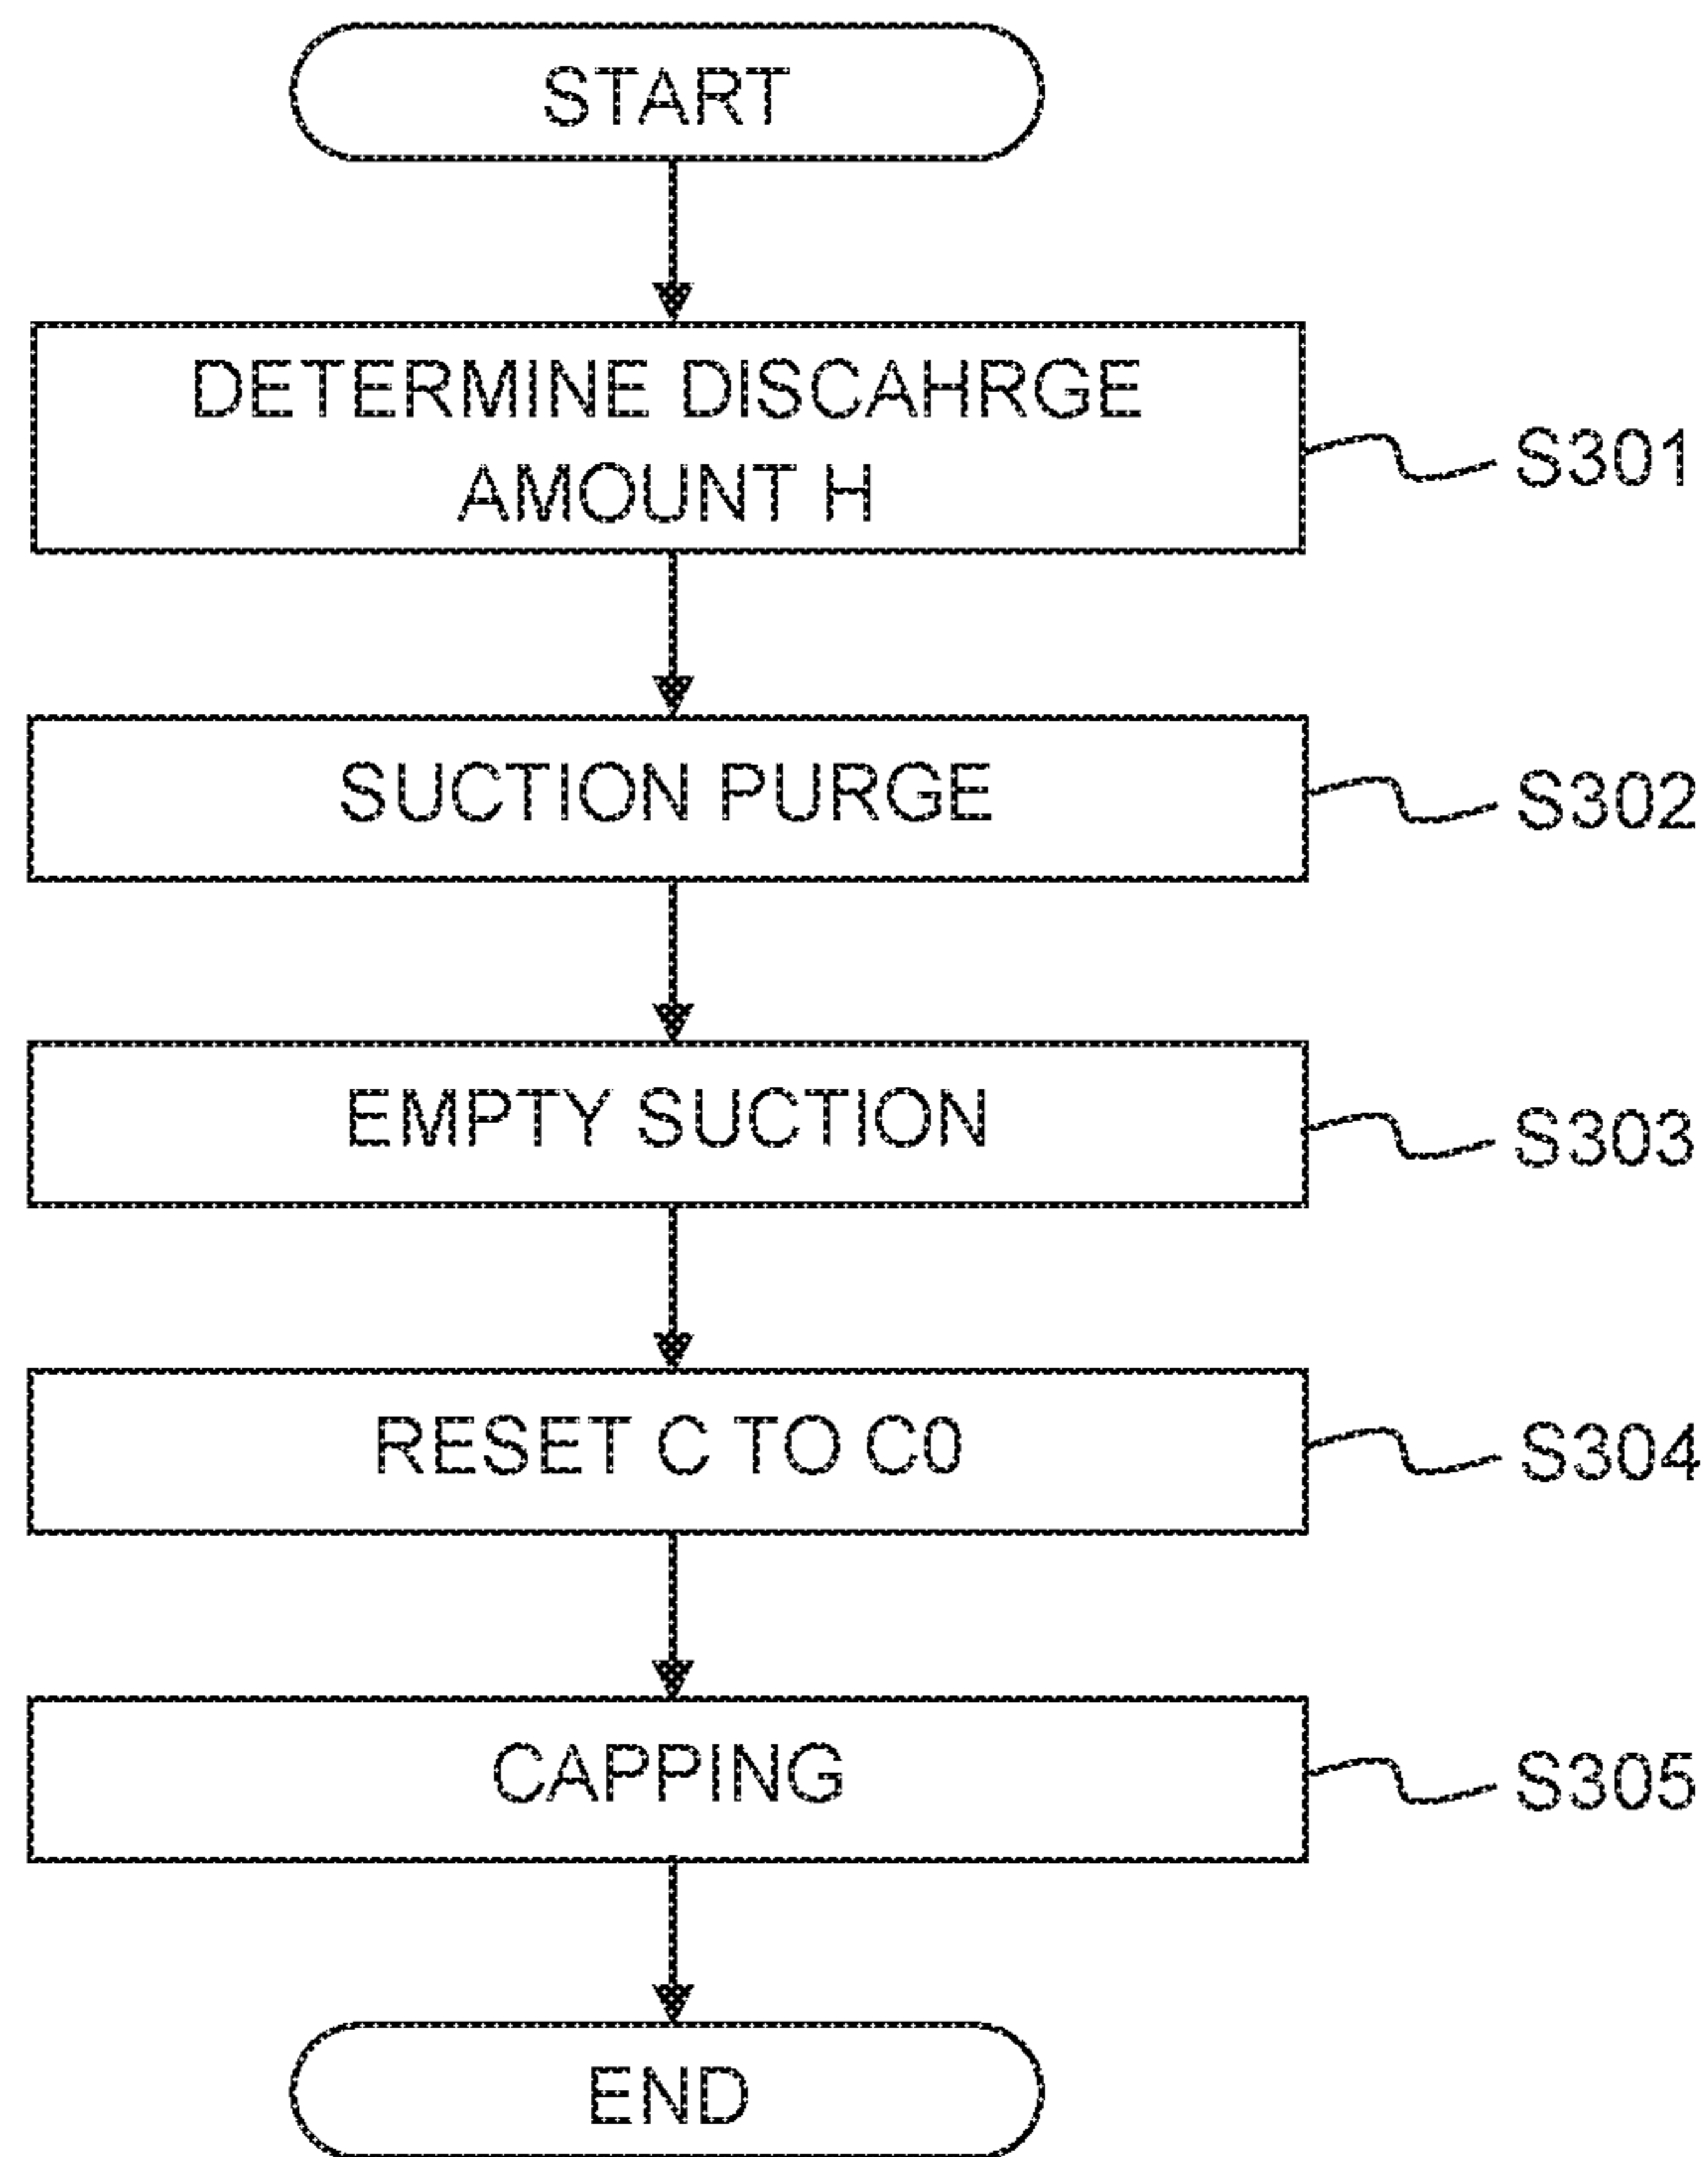 START
DETERMINE DISCAHRGE
AMOUNT H
S301
SUCTION PURGE
S302
EMPTY SUCTION
S303
RESET C TO C0
S304
CAPPING
S305
END